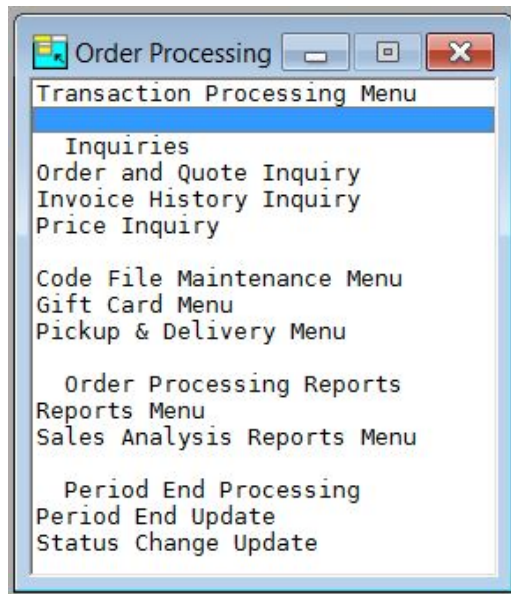 Order Processing
Transaction Processing Menu
Inquiries
Order and Quote Inquiry
Invoice History Inquiry
Price Inquiry
Code File Maintenance Menu
Gift Card Menu
Pickup & Delivery Menu
Order Processing Reports
Reports Menu
Sales Analysis Reports Menu
Period End Processing
Period End Update
Status Change Update